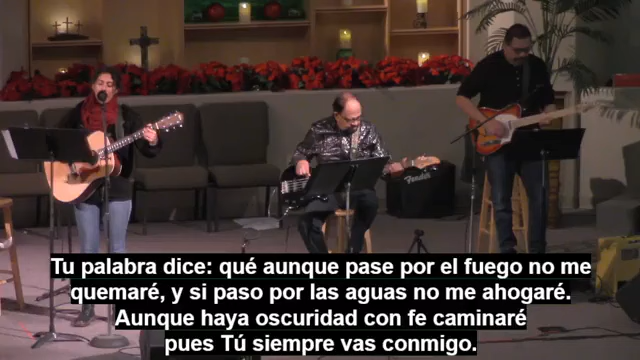 Fender
Tu palabra dice: qué aunque pase por el fuego no me
quemaré, y si paso por las aguas no me ahogaré.
Aunque haya oscuridad con fe caminaré
pues Tú siempre vas conmigo.